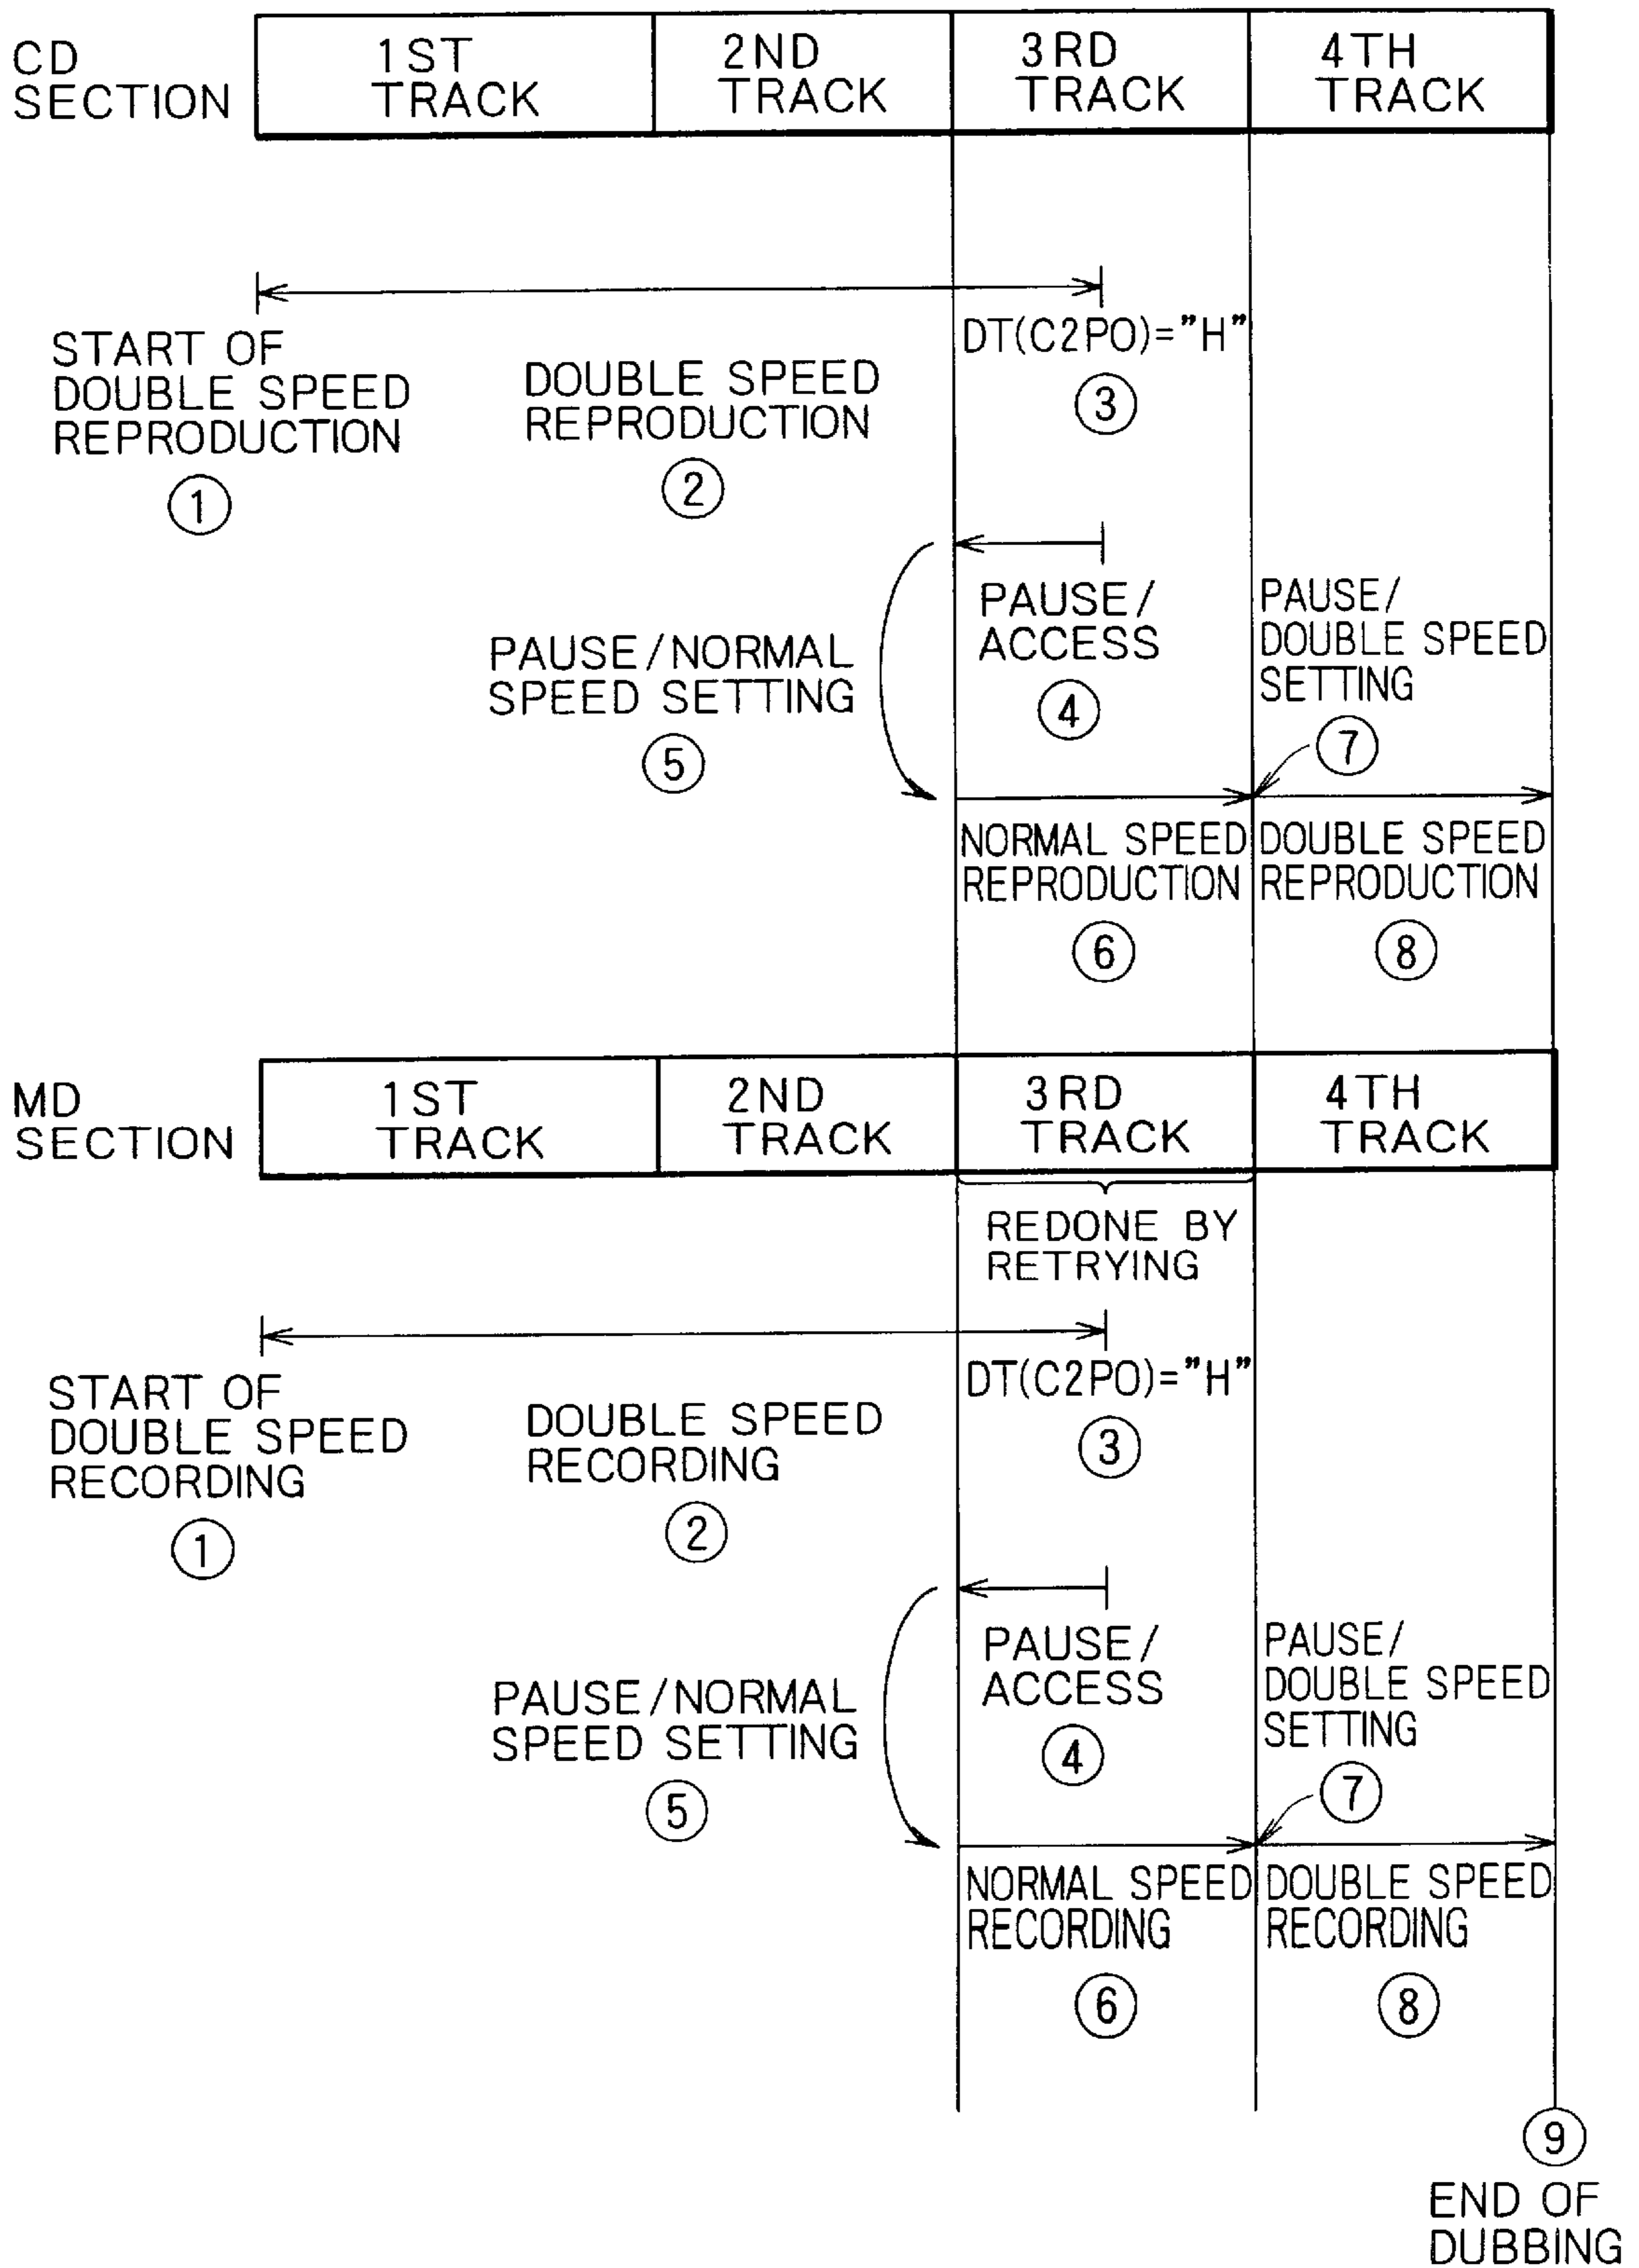 CD
SECTION
1ST
TRACK
2ND
TRACK
3RD
TRACK
4TH
TRACK
START OF
DOUBLE SPEED
REPRODUCTION
①
DOUBLE SPEED
REPRODUCTION
②
DT(C2PO)="H"
③
PAUSE/
ACCESS
④
PAUSE/NORMAL
SPEED SETTING
⑤
PAUSE/
DOUBLE SPEED
SETTING
⑦
NORMAL SPEED
REPRODUCTION
⑥
DOUBLE SPEED
REPRODUCTION
⑧
MD
SECTION
1ST
TRACK
2ND
TRACK
3RD
TRACK
4TH
TRACK
REDONE BY
RETRYING
START OF
DOUBLE SPEED
RECORDING
①
DOUBLE SPEED
RECORDING
②
DT(C2PO)="H"
③
PAUSE/
ACCESS
④
PAUSE/NORMAL
SPEED SETTING
⑤
PAUSE/
DOUBLE SPEED
SETTING
⑦
NORMAL SPEED
RECORDING
⑥
DOUBLE SPEED
RECORDING
⑧
⑨
END OF
DUBBING